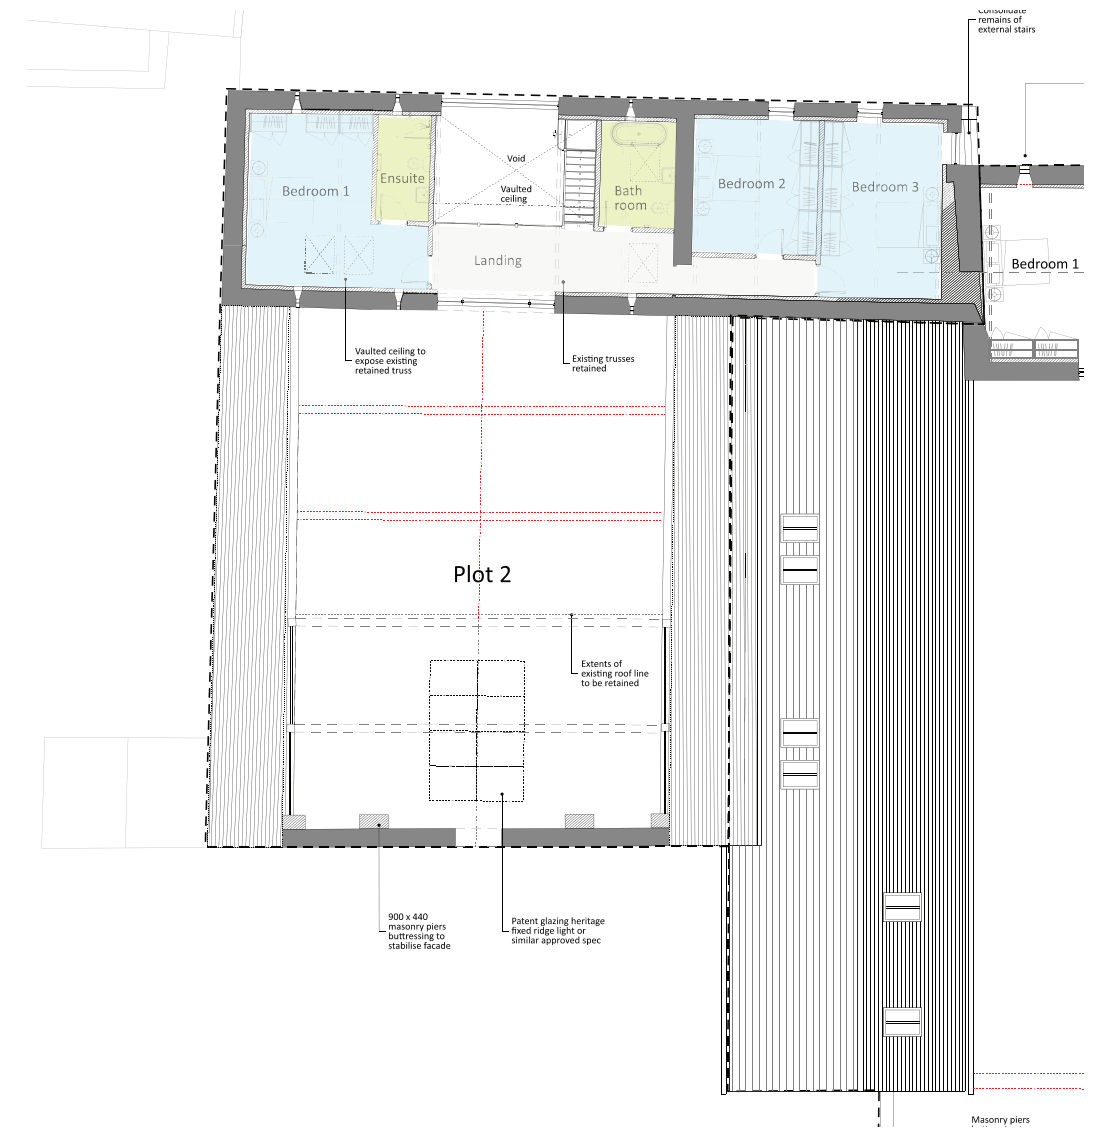 Consolidate
remains of
external stairs
Void
Vaulted
ceiling
Bedroom 1
Ensuite
Bath
room
Bedroom 2
Bedroom 3
Landing
Bedroom 1
Vaulted ceiling to
expose existing
retained truss
Existing trusses
retained
Plot 2
Extents of
existing roof line
to be retained
900 x 440
masonry piers
buttressing to
stabilise facade
Patent glazing heritage
fixed ridge light or
similar approved spec
Masonry piers